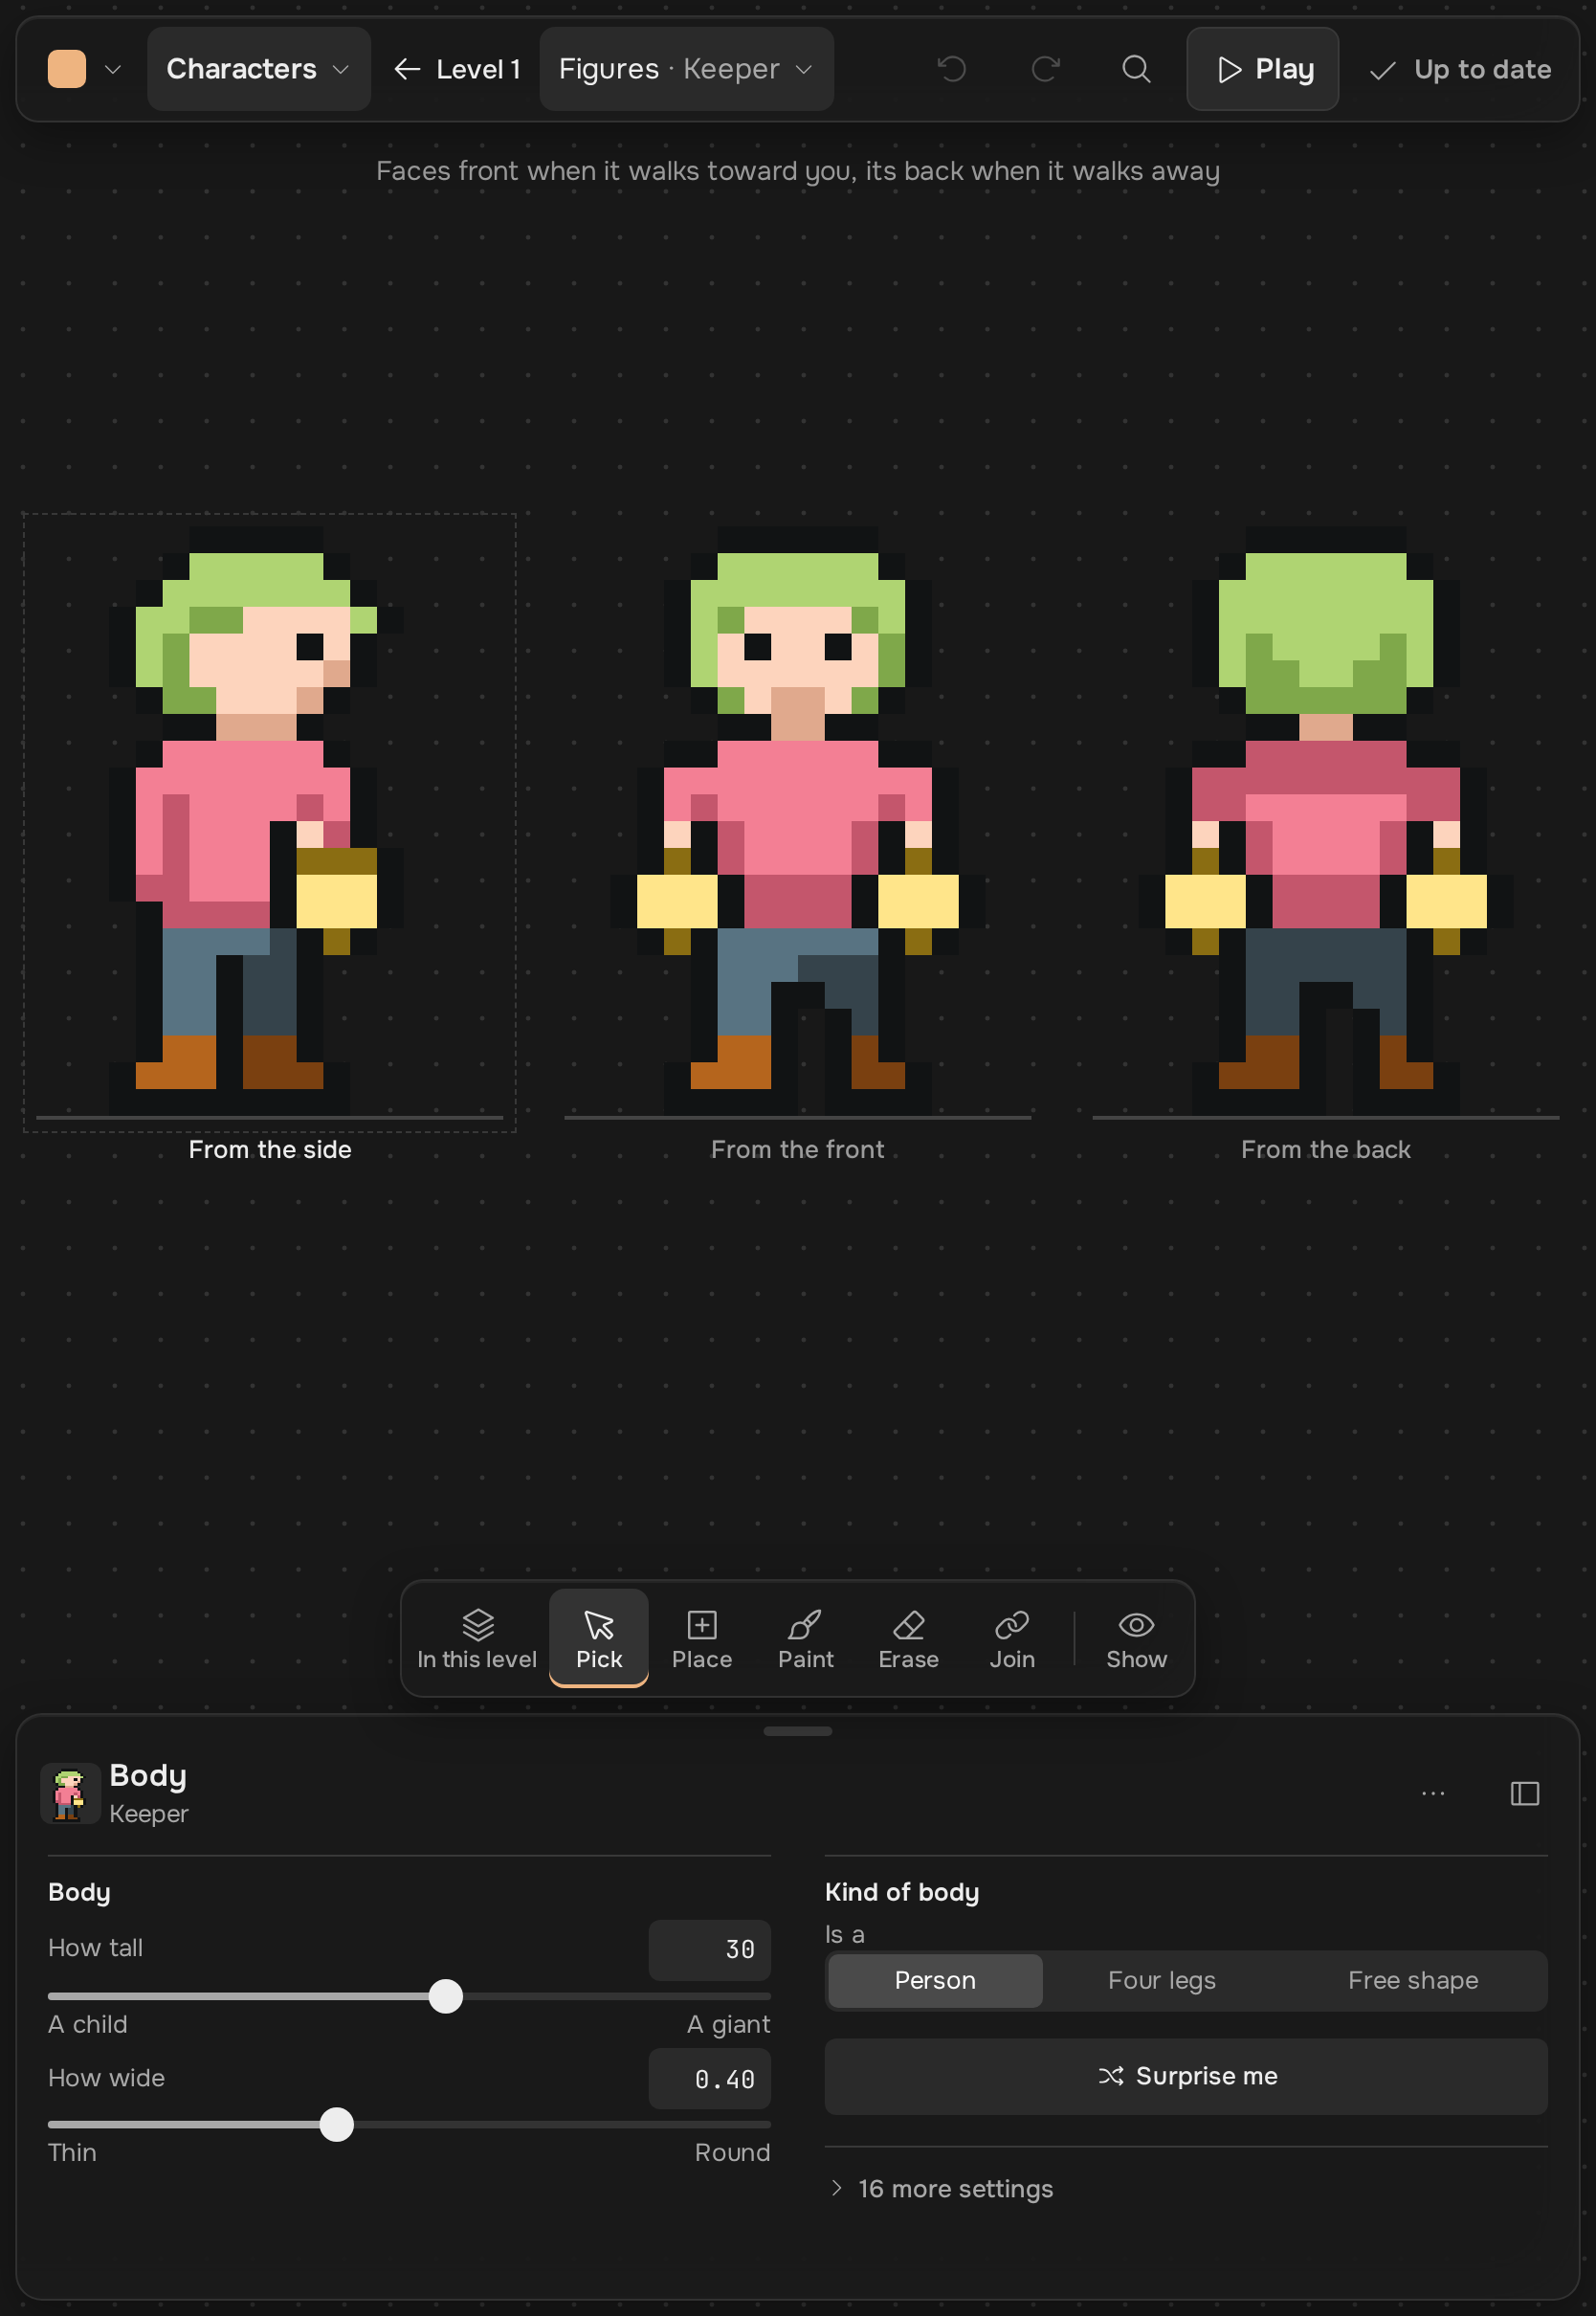 Characters
Level 1
Figures · Keeper
Play
Up to date
Faces front when it walks toward you, its back when it walks away
From the side
From the front
From the back
In this level
Pick
Place
Paint
Erase
Join
Show
Body
Keeper
Body
How tall
30
A child
A giant
How wide
0.40
Thin
Round
Kind of body
Is a
Person
Four legs
Free shape
Surprise me
16 more settings